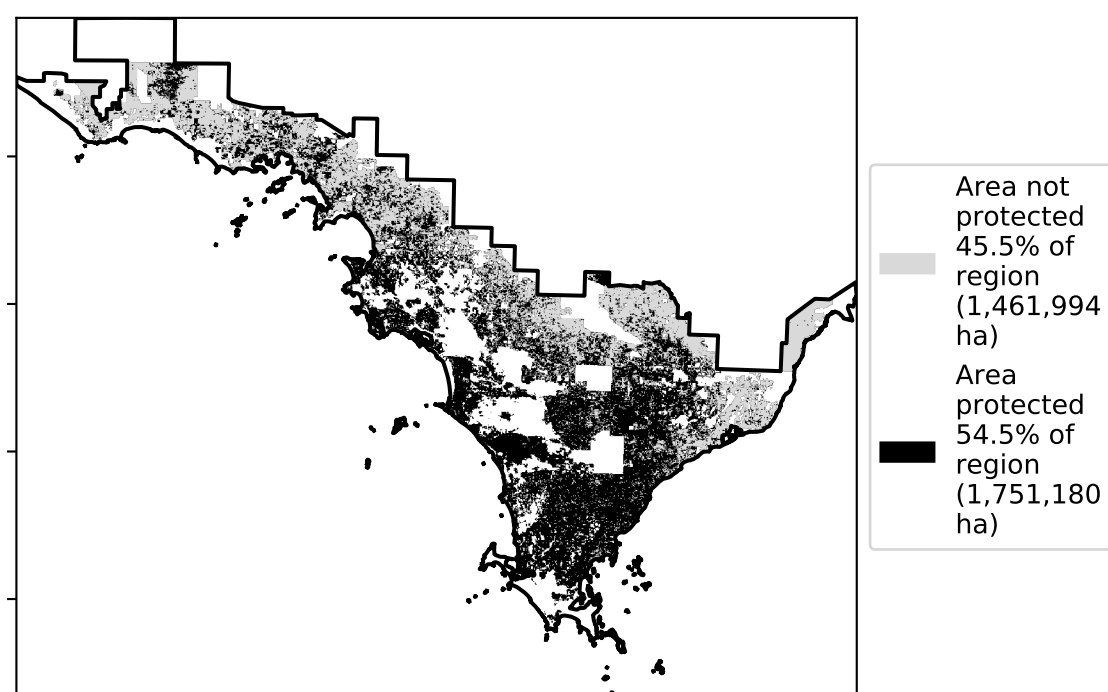 Area not
protected
45.5% of
region
(1,461,994
ha)
Area
protected
54.5% of
region
(1,751,180
ha)